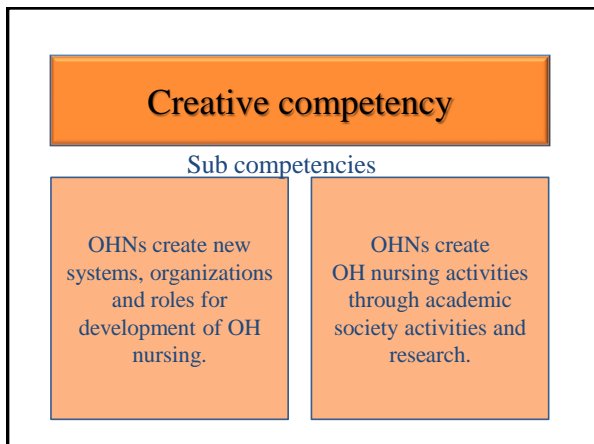 Creative competency
Sub competencies
OHNs create new
systems, organizations
and roles for
development of OH
nursing.
OHNs create
OH nursing activities
through academic
society activities and
research.